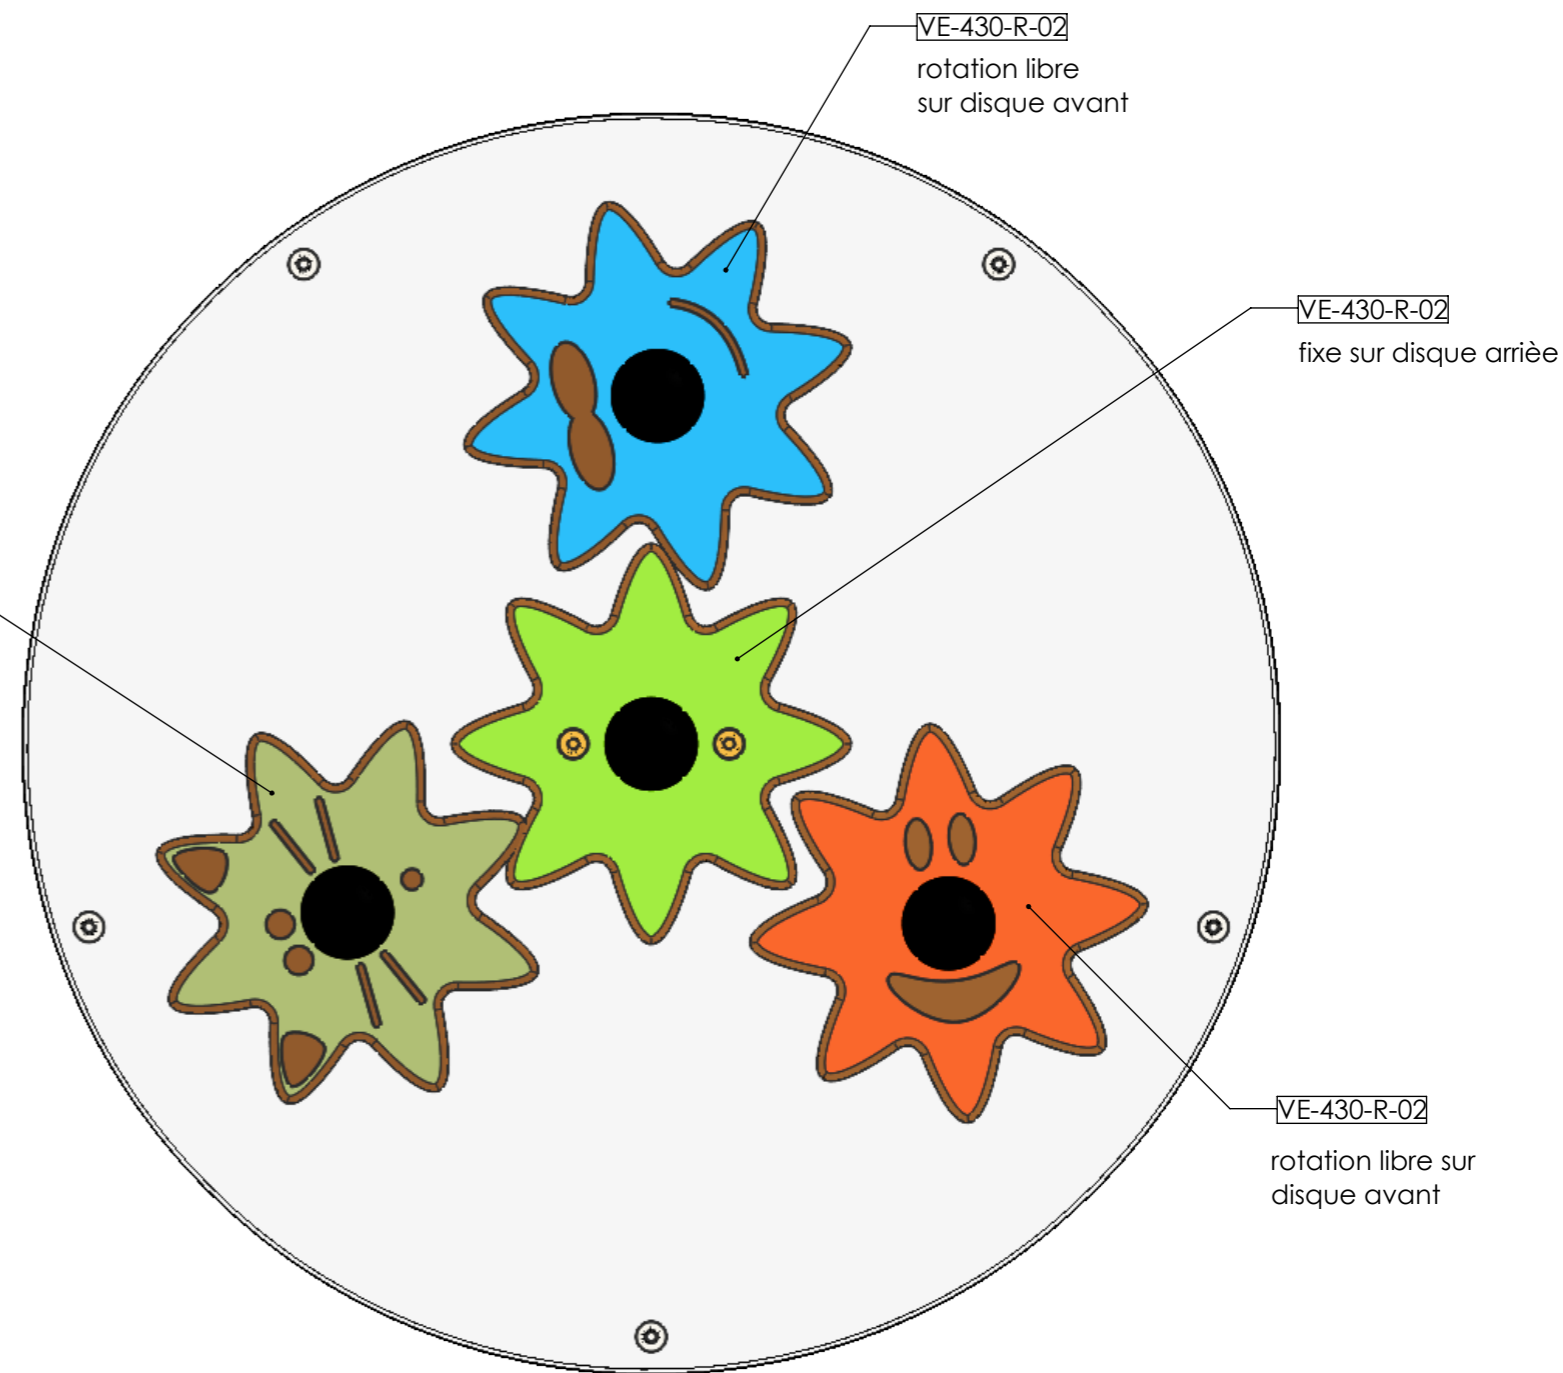 VE-430-R-02
rotation libre
sur disque avant
VE-430-R-02
fixe sur disque arrièe
VE-430-R-02
rotation libre sur
disque avant